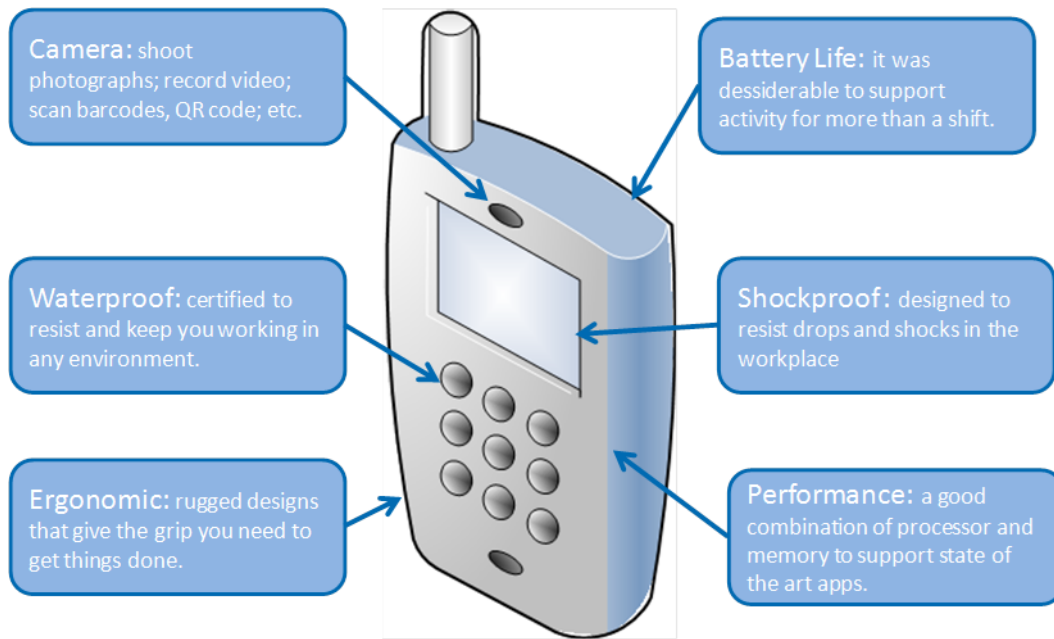 Camera: shoot
photographs; record video;
scan barcodes, QR code; etc.
Battery Life: it was
dessiderable to support
activity for more than a shift.
Waterproof: certified to
resist and keep you working in
any environment.
Shockproof: designed to
resist drops and shocks in the
workplace
Ergonomic: rugged designs
that give the grip you need to
get things done.
Performance: a good
combination of processor and
memory to support state of
the art apps.